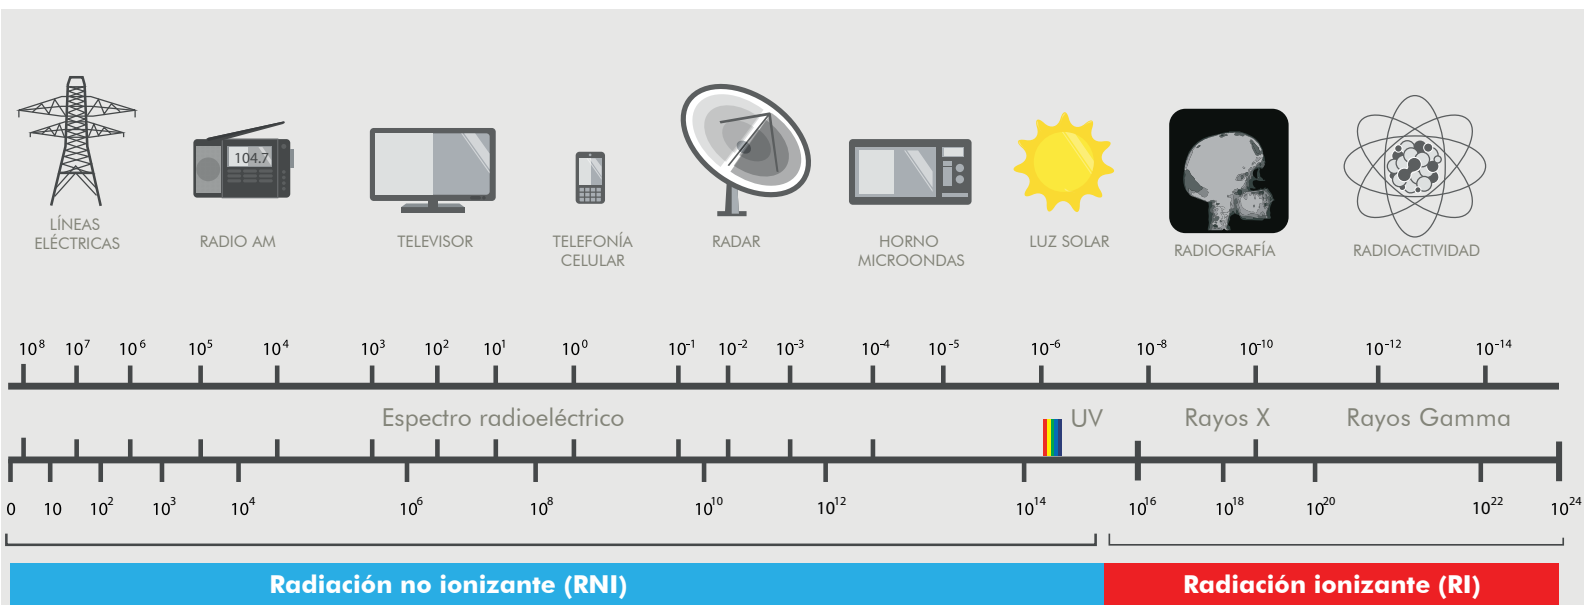 104.7
LÍNEAS
ELÉCTRICAS
RADIO AM
TELEVISOR
TELEFONÍA
CELULAR
RADAR
HORNO
MICROONDAS
LUZ SOLAR
RADIOGRAFÍA
RADIOACTIVIDAD
10⁸ 10⁷ 10⁶ 10⁵ 10⁴ 10³ 10² 10¹ 10⁰ 10⁻¹ 10⁻² 10⁻³ 10⁻⁴ 10⁻⁵ 10⁻⁶ 10⁻⁸ 10⁻¹⁰ 10⁻¹² 10⁻¹⁴
Espectro radioeléctrico UV Rayos X Rayos Gamma
0 10 10² 10³ 10⁴ 10⁶ 10⁸ 10¹⁰ 10¹² 10¹⁴ 10¹⁶ 10¹⁸ 10²⁰ 10²² 10²⁴
Radiación no ionizante (RNI) Radiación ionizante (RI)